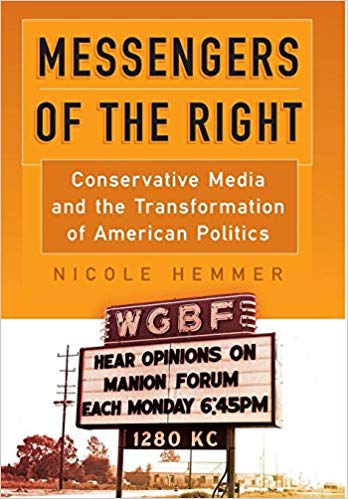 MESSENGERS
OF THE RIGHT
Conservative Media
and the Transformation
of American Politics
NICOLE HEMMER
WGBF
HEAR OPINIONS ON
MANION FORUM
EACH MONDAY 6:45PM
1280 KC